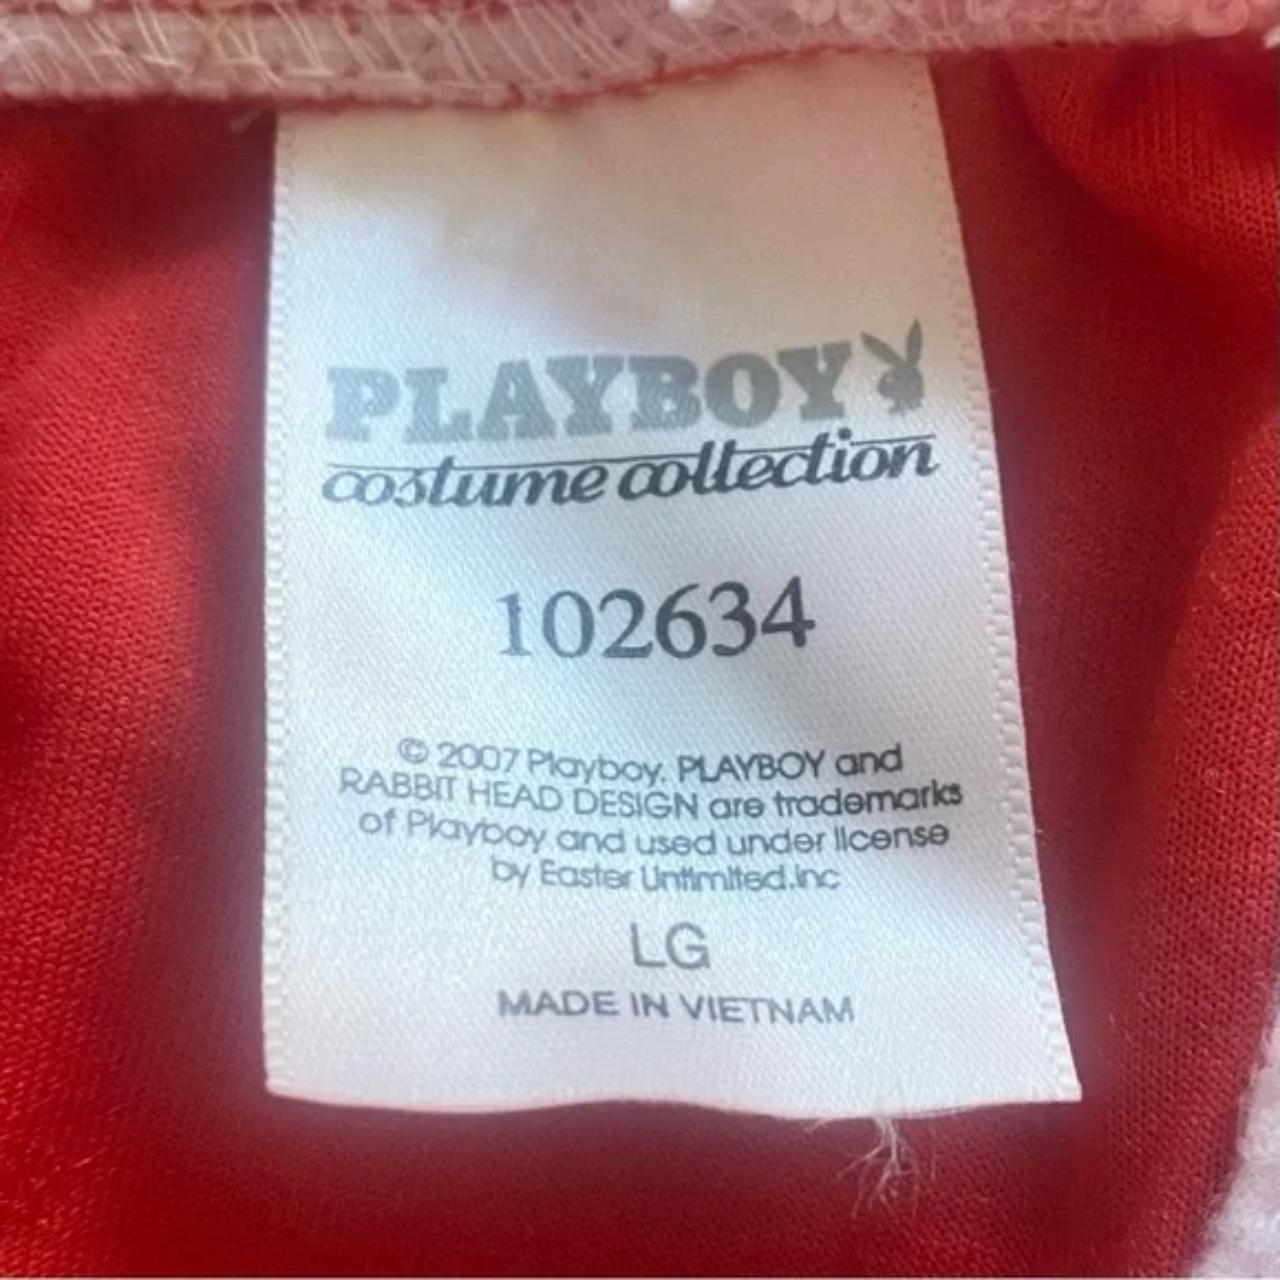 PLAYBOY
costume collection
102634
© 2007 Playboy. PLAYBOY and
RABBIT HEAD DESIGN are trademarks
of Playboy and used under license
by Easter Untimited.inc
LG
MADE IN VIETNAM